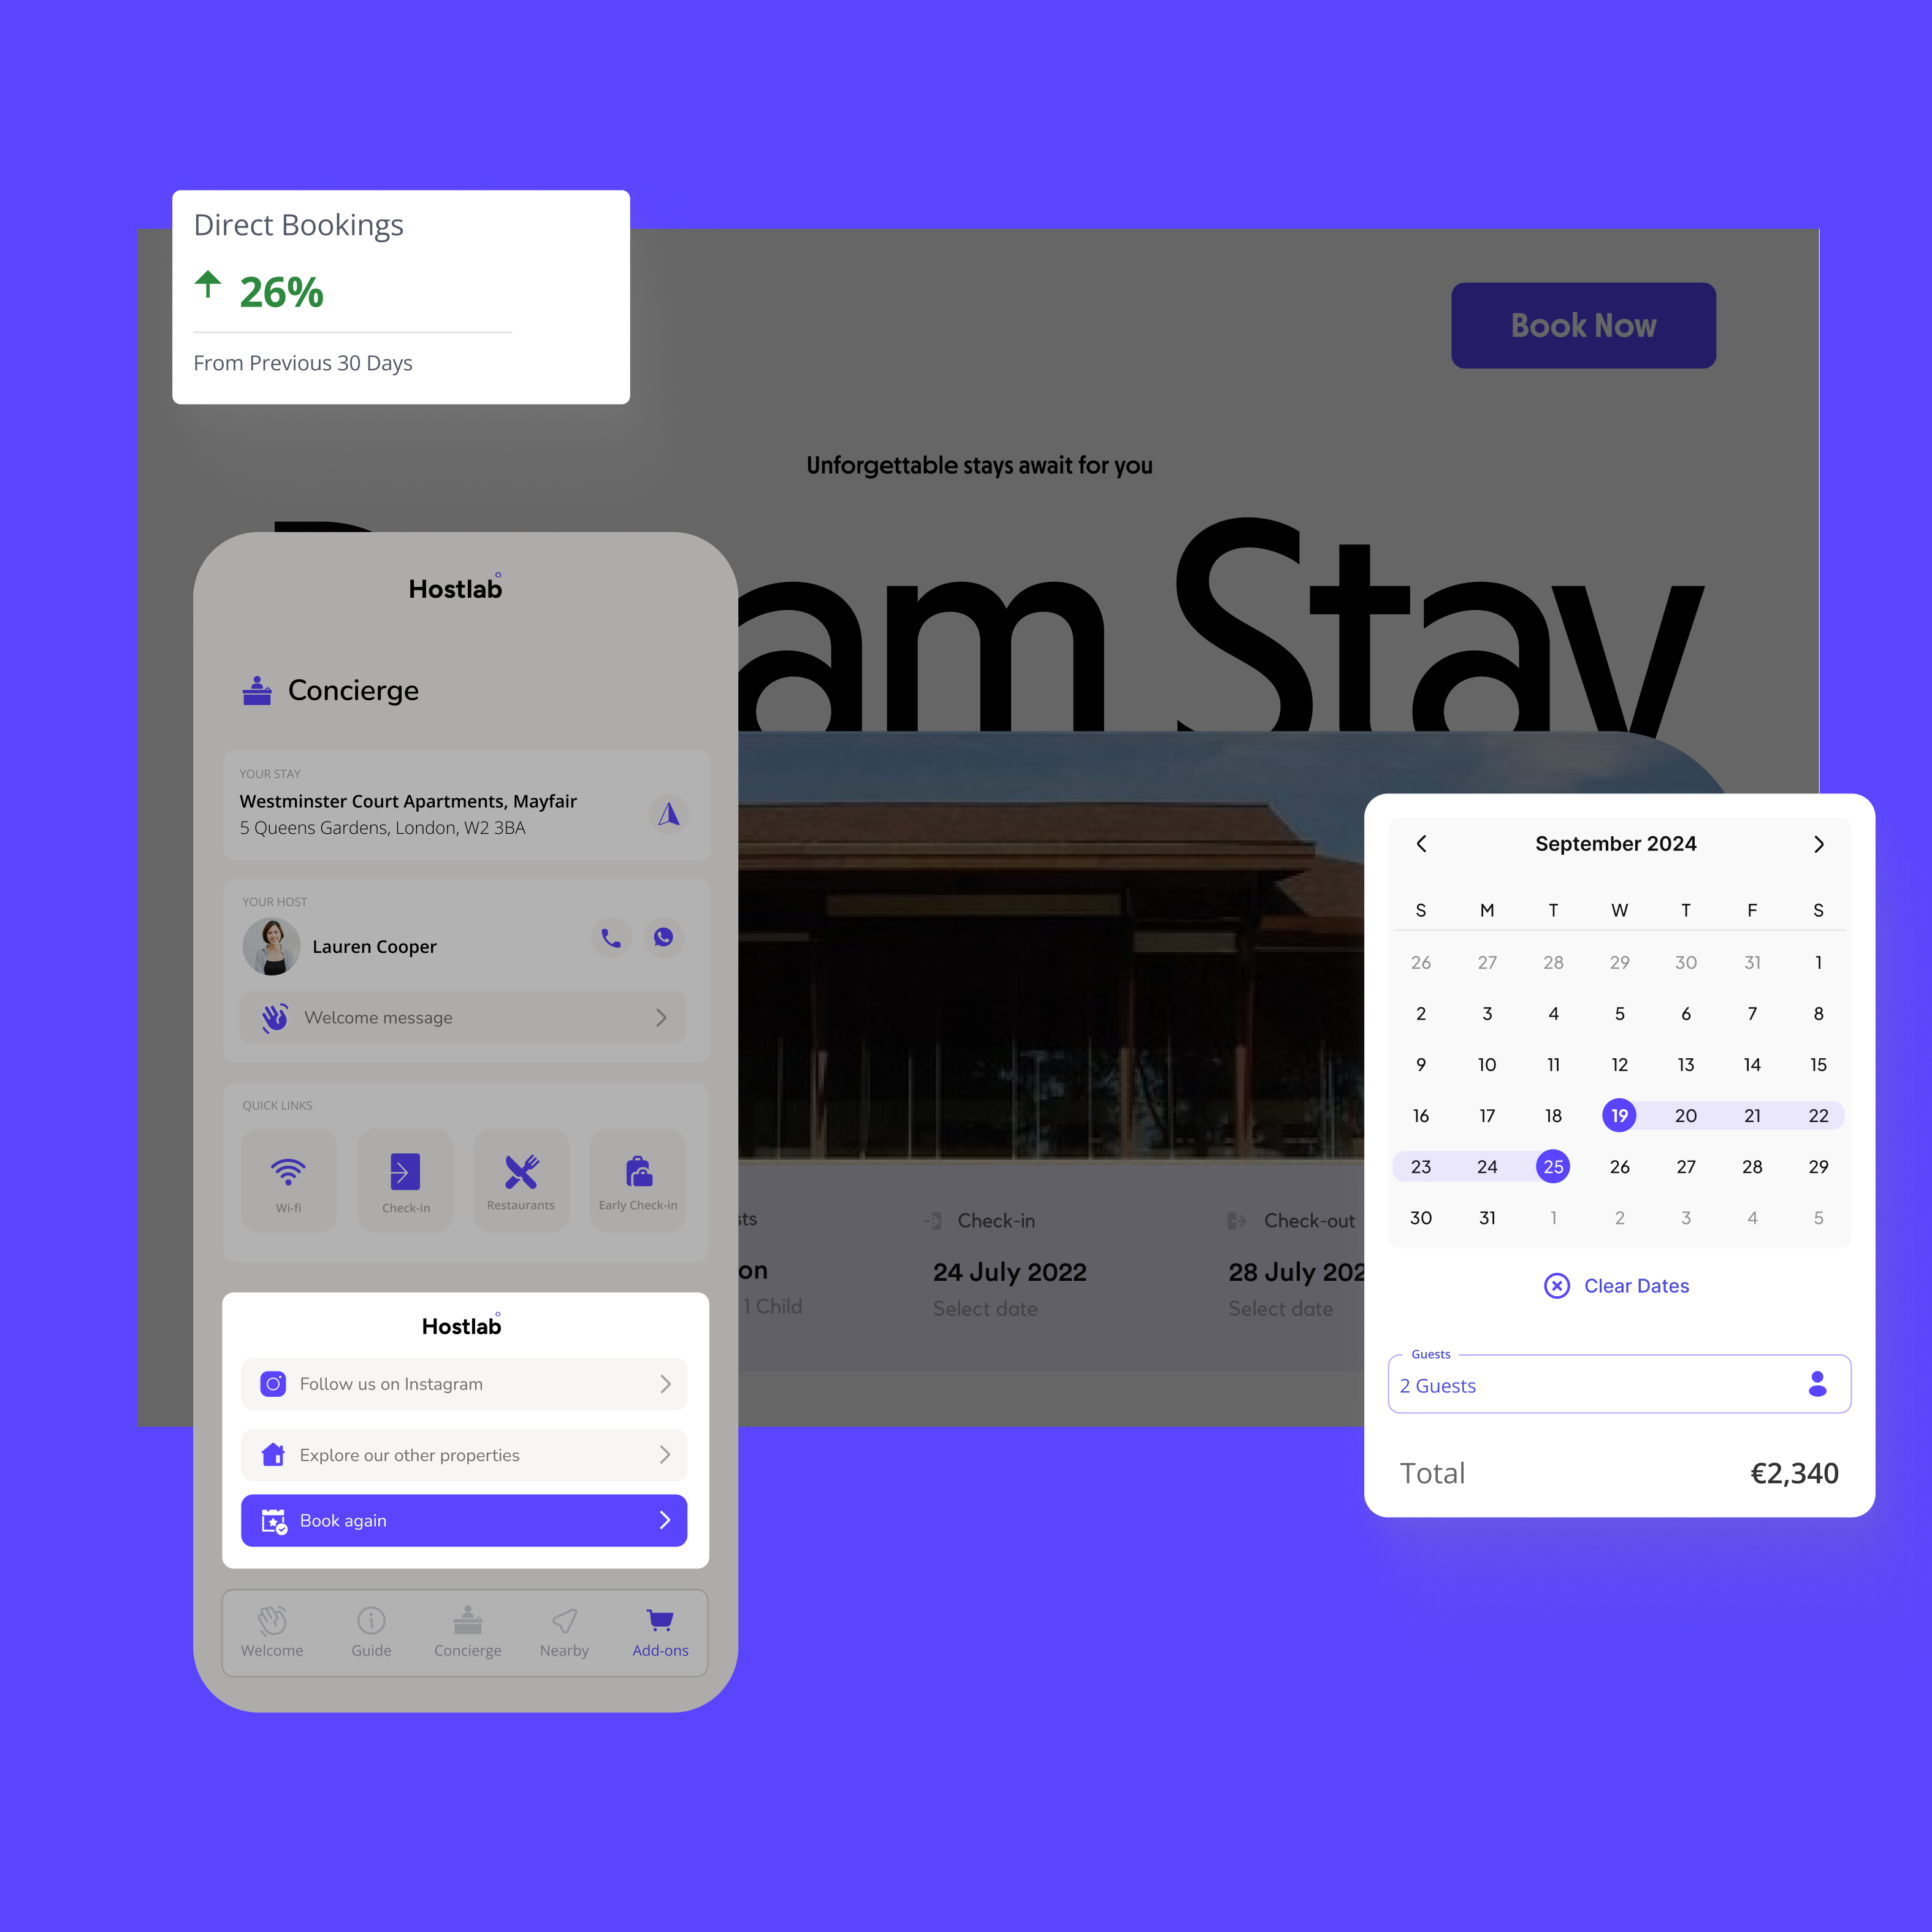 Direct Bookings
26%
From Previous 30 Days
Book Now
Unforgettable stays await for you
am Stay
Hostlab
Concierge
YOUR STAY
Westminster Court Apartments, Mayfair
5 Queens Gardens, London, W2 3BA
YOUR HOST
Lauren Cooper
Welcome message
QUICK LINKS
Wi-fi Check-in Restaurants Early Check-in
Hostlab
Follow us on Instagram
Explore our other properties
Book again
Welcome Guide Concierge Nearby Add-ons
sts Check-in Check-out
on 24 July 2022 28 July 202
1 Child Select date Select date
September 2024
S M T W T F S
26 27 28 29 30 31 1
2 3 4 5 6 7 8
9 10 11 12 13 14 15
16 17 18 19 20 21 22
23 24 25 26 27 28 29
30 31 1 2 3 4 5
Clear Dates
Guests
2 Guests
Total €2,340